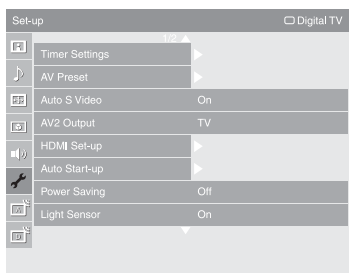 Set-up Digital TV
1/2
Timer Settings
AV Preset
Auto S Video On
AV2 Output TV
HDMI Set-up
Auto Start-up
Power Saving Off
Light Sensor On